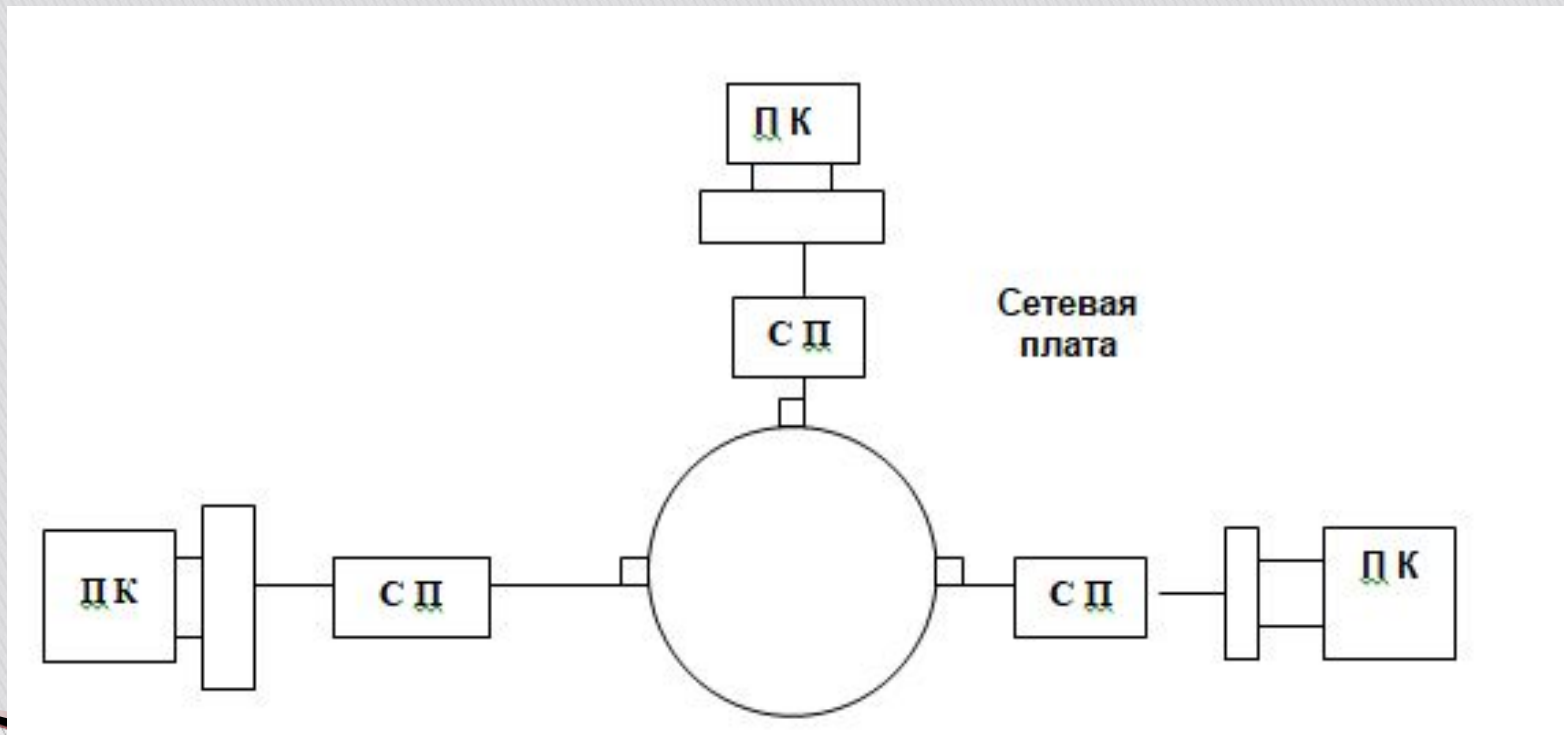 П К
С П
Сетевая
плата
П К
С П
С П
П К